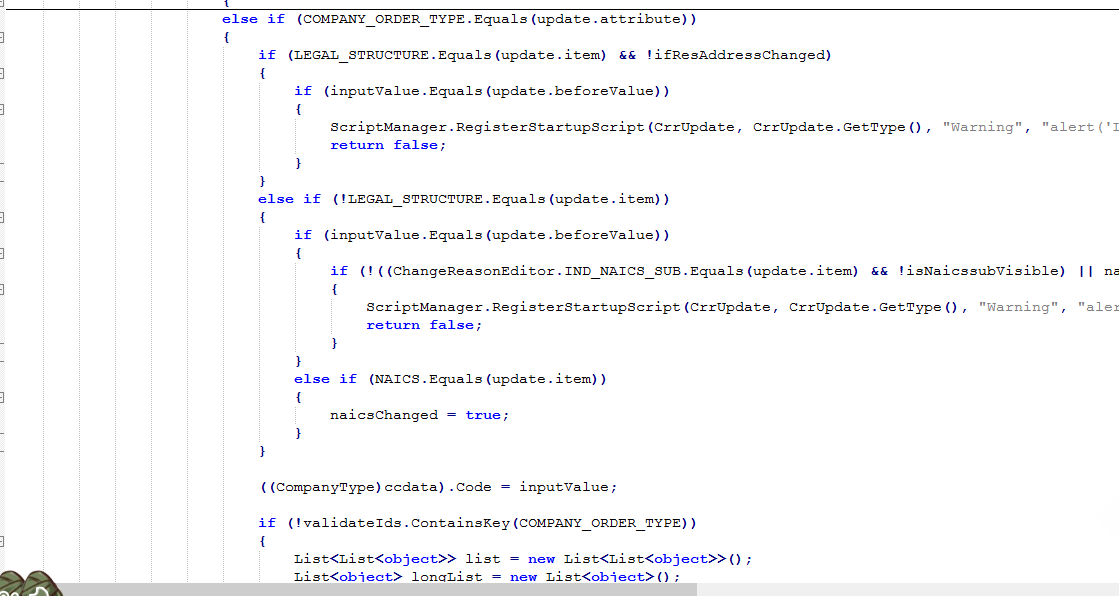 {
else if (COMPANY_ORDER_TYPE.Equals(update.attribute))
{
if (LEGAL_STRUCTURE.Equals(update.item) && !ifResAddressChanged)
{
if (inputValue.Equals(update.beforeValue))
{
ScriptManager.RegisterStartupScript(CrrUpdate, CrrUpdate.GetType(), "Warning", "alert('I
return false;
}
}
else if (!LEGAL_STRUCTURE.Equals(update.item))
{
if (inputValue.Equals(update.beforeValue))
{
if (!((ChangeReasonEditor.IND_NAICS_SUB.Equals(update.item) && !isNaicssubVisible) || na
{
ScriptManager.RegisterStartupScript(CrrUpdate, CrrUpdate.GetType(), "Warning", "aler
return false;
}
}
else if (NAICS.Equals(update.item))
{
naicsChanged = true;
}
}
((CompanyType)ccdata).Code = inputValue;
if (!validateIds.ContainsKey(COMPANY_ORDER_TYPE))
{
List<List<object>> list = new List<List<object>>();
List<object> longList = new List<object>();